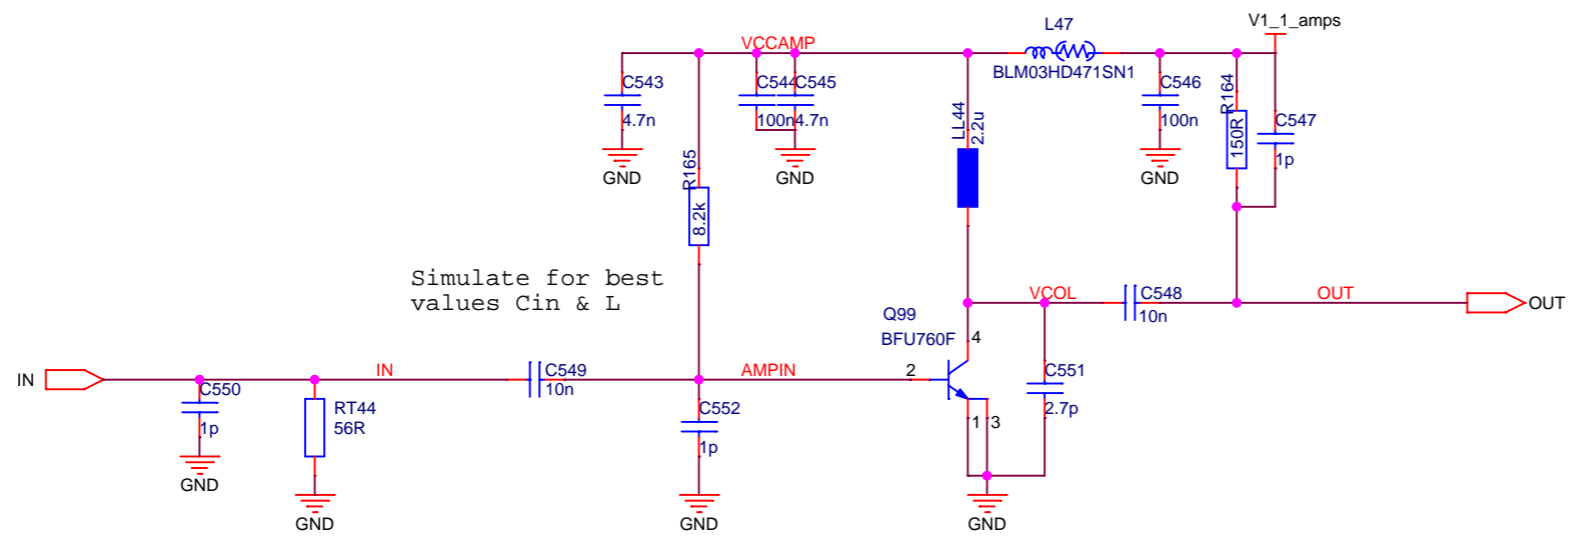 V1_1_amps
L47
VCCAMP
BLM03HD471SN1
C543
4.7n
GND
C544
100n
C545
4.7n
GND
R165
8.2k
LL44
2.2u
C546
100n
GND
R164
150R
C547
1p
Simulate for best
values Cin & L
VCOL
C548
10n
OUT
OUT
Q99
BFU760F
4
2
1
3
C551
2.7p
GND
IN
IN
C550
1p
GND
RT44
56R
GND
C549
10n
AMPIN
C552
1p
GND